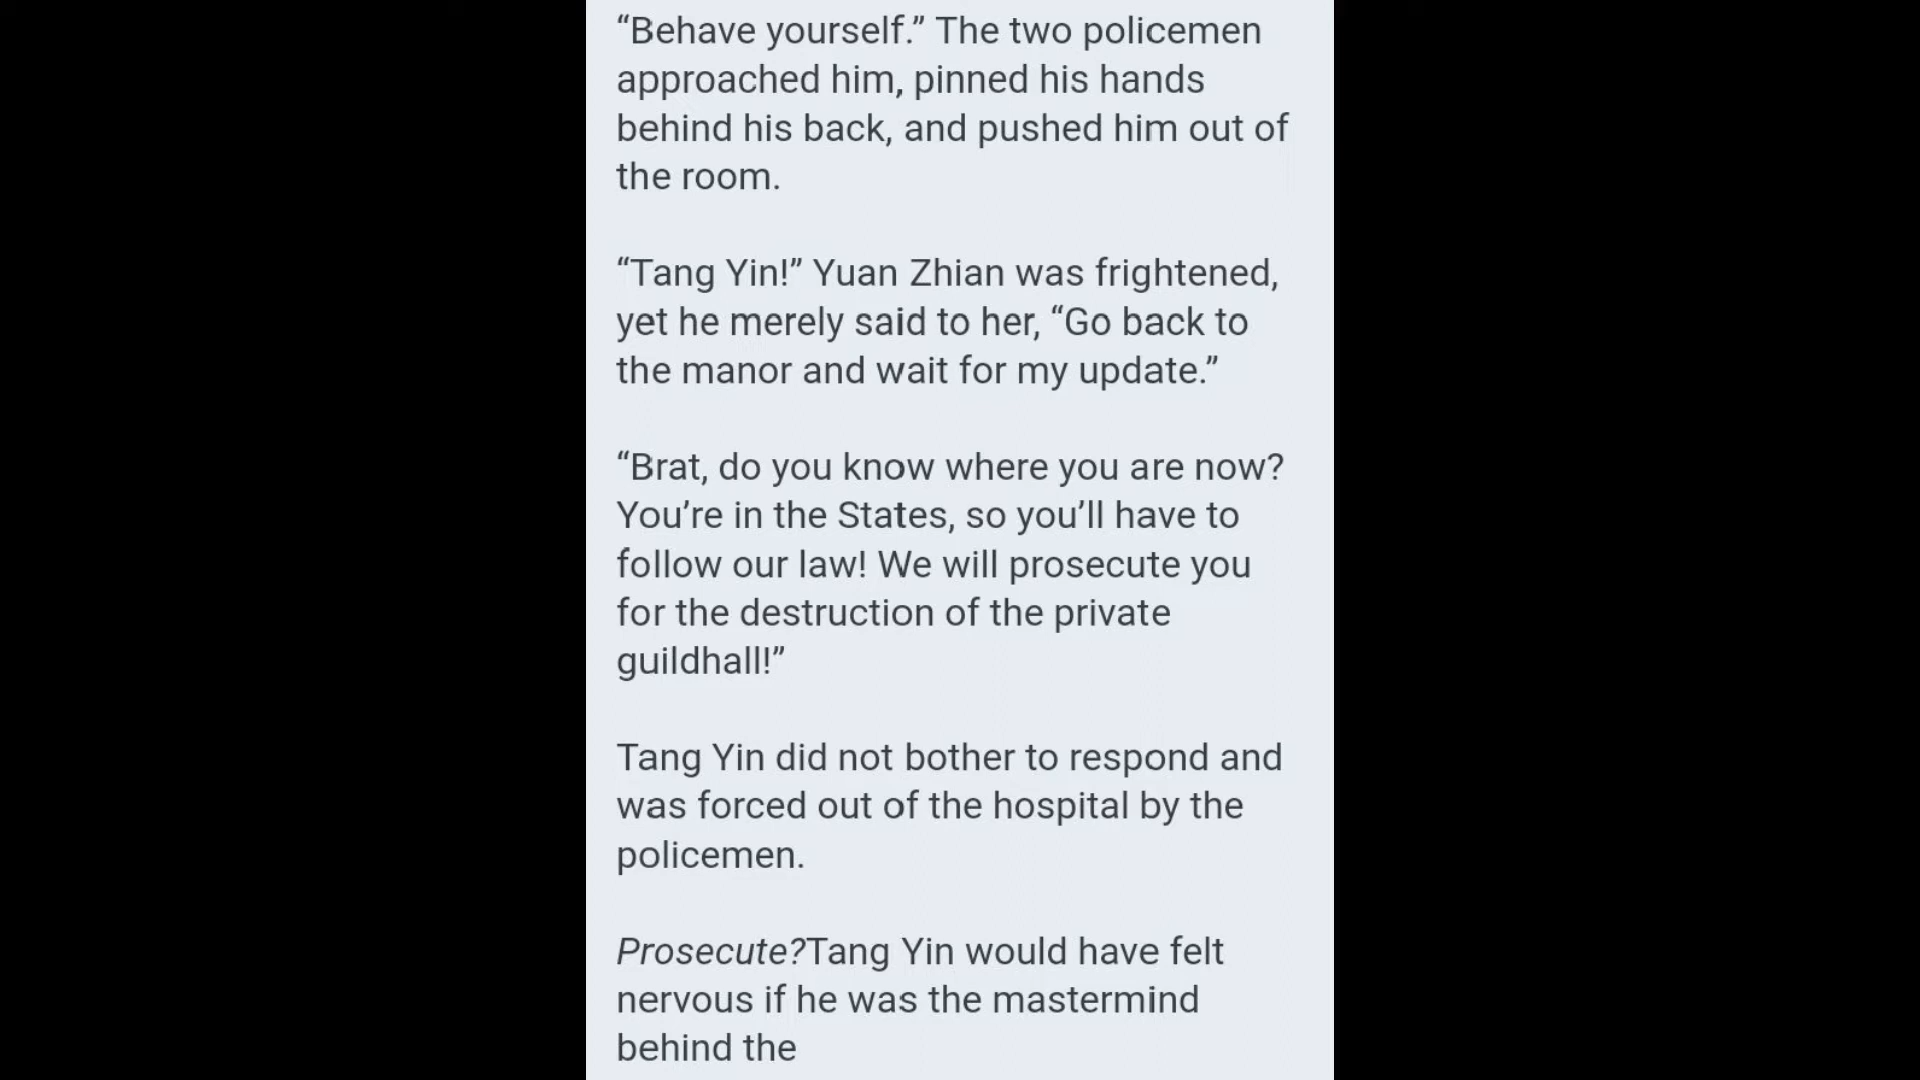 “Behave yourself.” The two policemen
approached him, pinned his hands
behind his back, and pushed him out of
the room.
“Tang Yin!” Yuan Zhian was frightened,
yet he merely said to her, “Go back to
the manor and wait for my update.”
“Brat, do you know where you are now?
You’re in the States, so you’ll have to
follow our law! We will prosecute you
for the destruction of the private
guildhall!”
Tang Yin did not bother to respond and
was forced out of the hospital by the
policemen.
Prosecute?Tang Yin would have felt
nervous if he was the mastermind
behind the